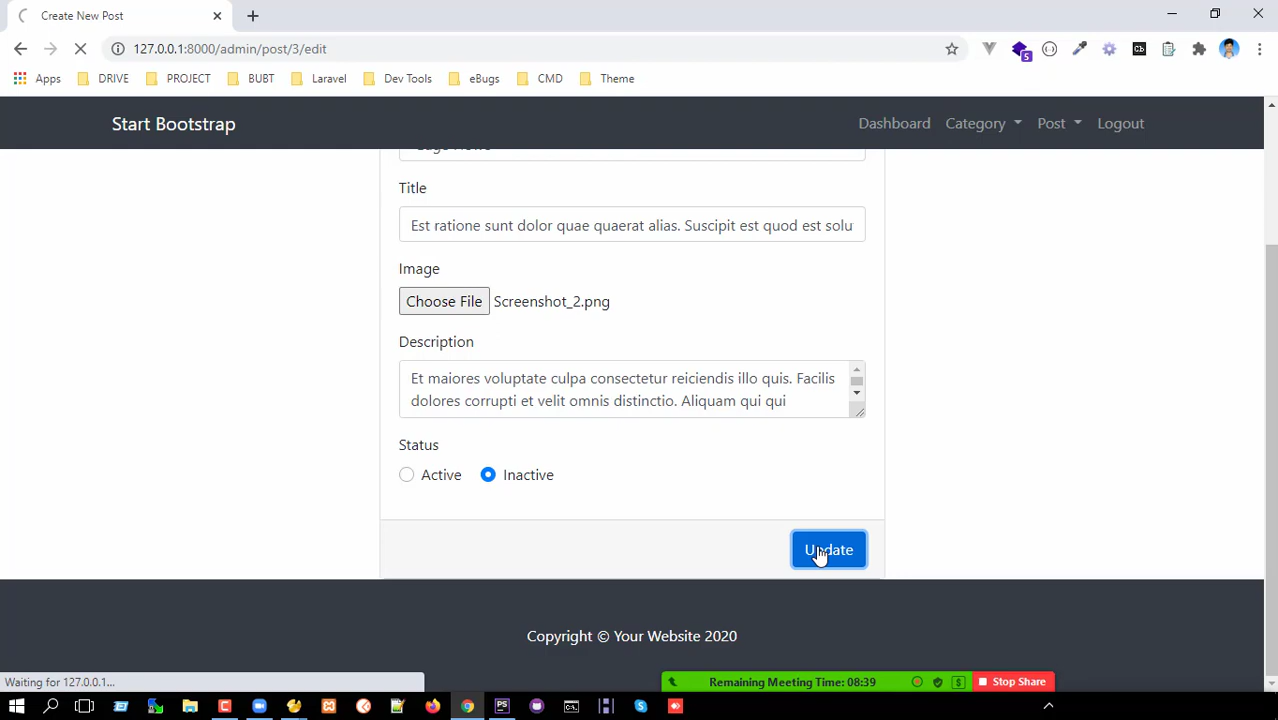 Create New Post
127.0.0.1:8000/admin/post/3/edit
Apps DRIVE PROJECT BUBT Laravel Dev Tools eBugs CMD Theme
Start Bootstrap Dashboard Category Post Logout
Title
Est ratione sunt dolor quae quaerat alias. Suscipit est quod est solu
Image
Choose File Screenshot_2.png
Description
Et maiores voluptate culpa consectetur reiciendis illo quis. Facilis
dolores corrupti et velit omnis distinctio. Aliquam qui qui
Status
Active Inactive
Update
Copyright © Your Website 2020
Waiting for 127.0.0.1...
Remaining Meeting Time: 08:39 Stop Share